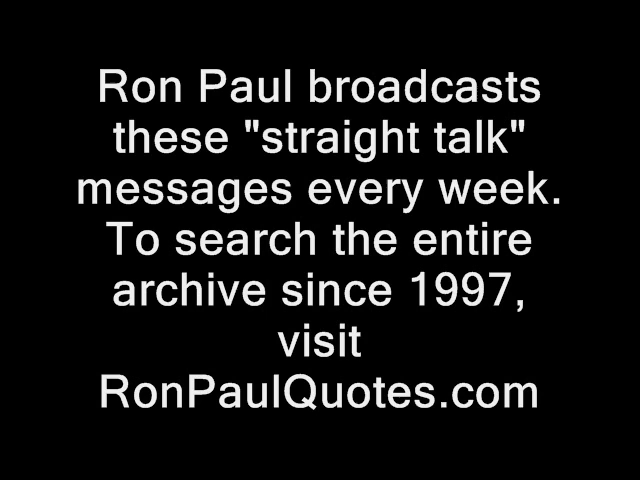 Ron Paul broadcasts
these "straight talk"
messages every week.
To search the entire
archive since 1997,
visit
RonPaulQuotes.com